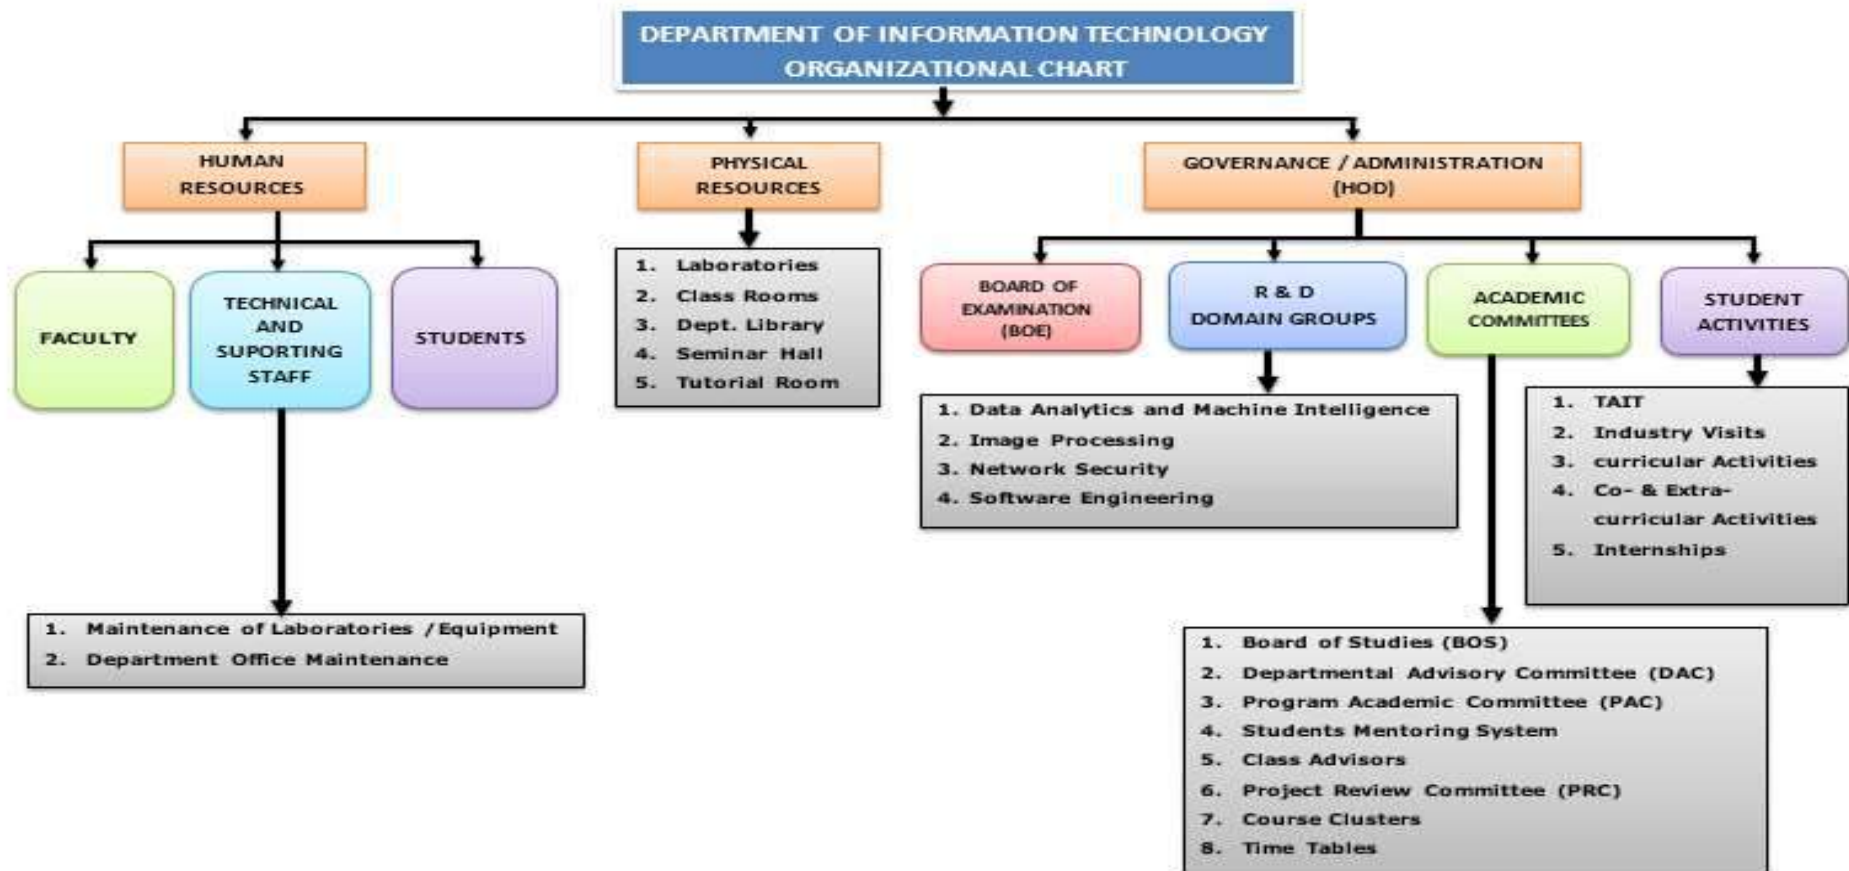 DEPARTMENT OF INFORMATION TECHNOLOGY
ORGANIZATIONAL CHART
HUMAN
RESOURCES
PHYSICAL
RESOURCES
GOVERNANCE / ADMINISTRATION
(HOD)
FACULTY
TECHNICAL
AND
SUPORTING
STAFF
STUDENTS
1. Laboratories
2. Class Rooms
3. Dept. Library
4. Seminar Hall
5. Tutorial Room
BOARD OF
EXAMINATION
(BOE)
R & D
DOMAIN GROUPS
ACADEMIC
COMMITTEES
STUDENT
ACTIVITIES
1. Data Analytics and Machine Intelligence
2. Image Processing
3. Network Security
4. Software Engineering
1. TAIT
2. Industry Visits
3. curricular Activities
4. Co- & Extra-
curricular Activities
5. Internships
1. Maintenance of Laboratories /Equipment
2. Department Office Maintenance
1. Board of Studies (BOS)
2. Departmental Advisory Committee (DAC)
3. Program Academic Committee (PAC)
4. Students Mentoring System
5. Class Advisors
6. Project Review Committee (PRC)
7. Course Clusters
8. Time Tables